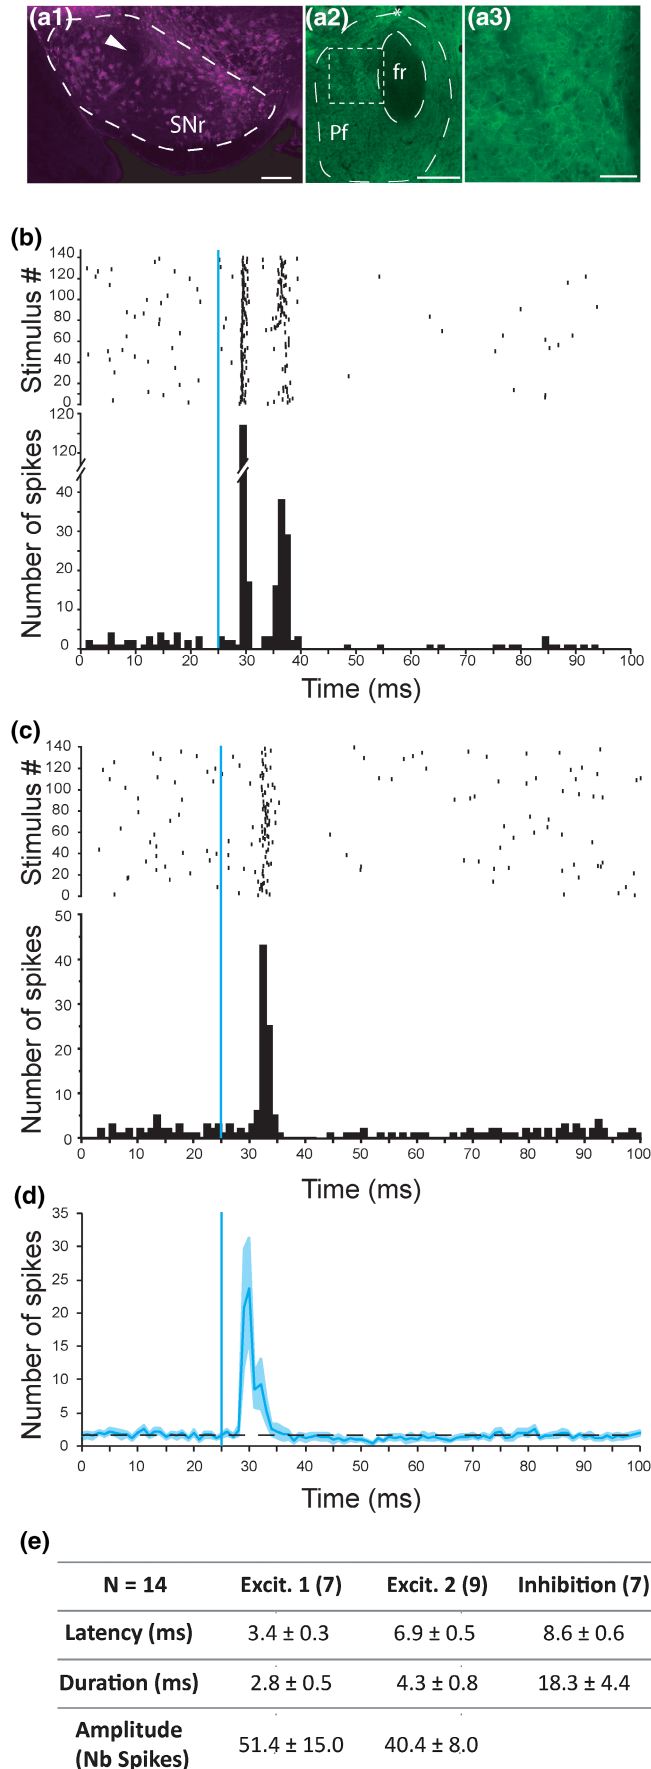 (a1) (a2) (a3)
*
fr
SNr
Pf
(b)
Stimulus #
140
120
100
80
60
40
20
0
Number of spikes
120
120
40
30
20
10
0
0 10 20 30 40 50 60 70 80 90 100
Time (ms)
(c)
Stimulus #
140
120
100
80
60
40
20
0
Number of spikes
50
40
30
20
10
0
0 10 20 30 40 50 60 70 80 90 100
Time (ms)
(d)
Number of spikes
35
30
25
20
15
10
5
0
0 10 20 30 40 50 60 70 80 90 100
Time (ms)
(e)
N = 14 Excit. 1 (7) Excit. 2 (9) Inhibition (7)
Latency (ms) 3.4 ± 0.3 6.9 ± 0.5 8.6 ± 0.6
Duration (ms) 2.8 ± 0.5 4.3 ± 0.8 18.3 ± 4.4
Amplitude
(Nb Spikes) 51.4 ± 15.0 40.4 ± 8.0